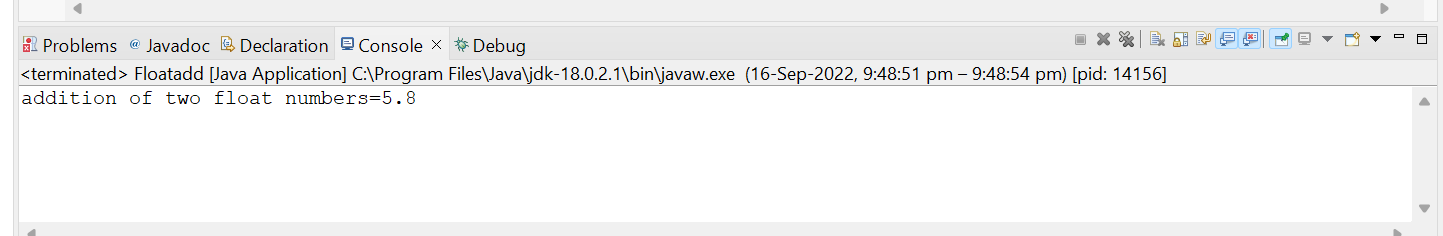 Problems @ Javadoc Declaration Console × Debug
<terminated> Floatadd [Java Application] C:\Program Files\Java\jdk-18.0.2.1\bin\javaw.exe (16-Sep-2022, 9:48:51 pm – 9:48:54 pm) [pid: 14156]
addition of two float numbers=5.8